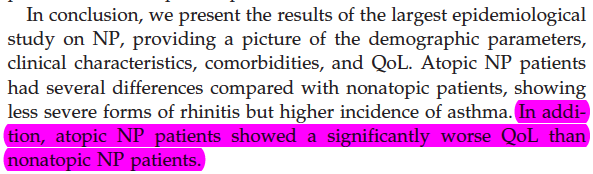 In conclusion, we present the results of the largest epidemiological
study on NP, providing a picture of the demographic parameters,
clinical characteristics, comorbidities, and QoL. Atopic NP patients
had several differences compared with nonatopic patients, showing
less severe forms of rhinitis but higher incidence of asthma. In addi-
tion, atopic NP patients showed a significantly worse QoL than
nonatopic NP patients.